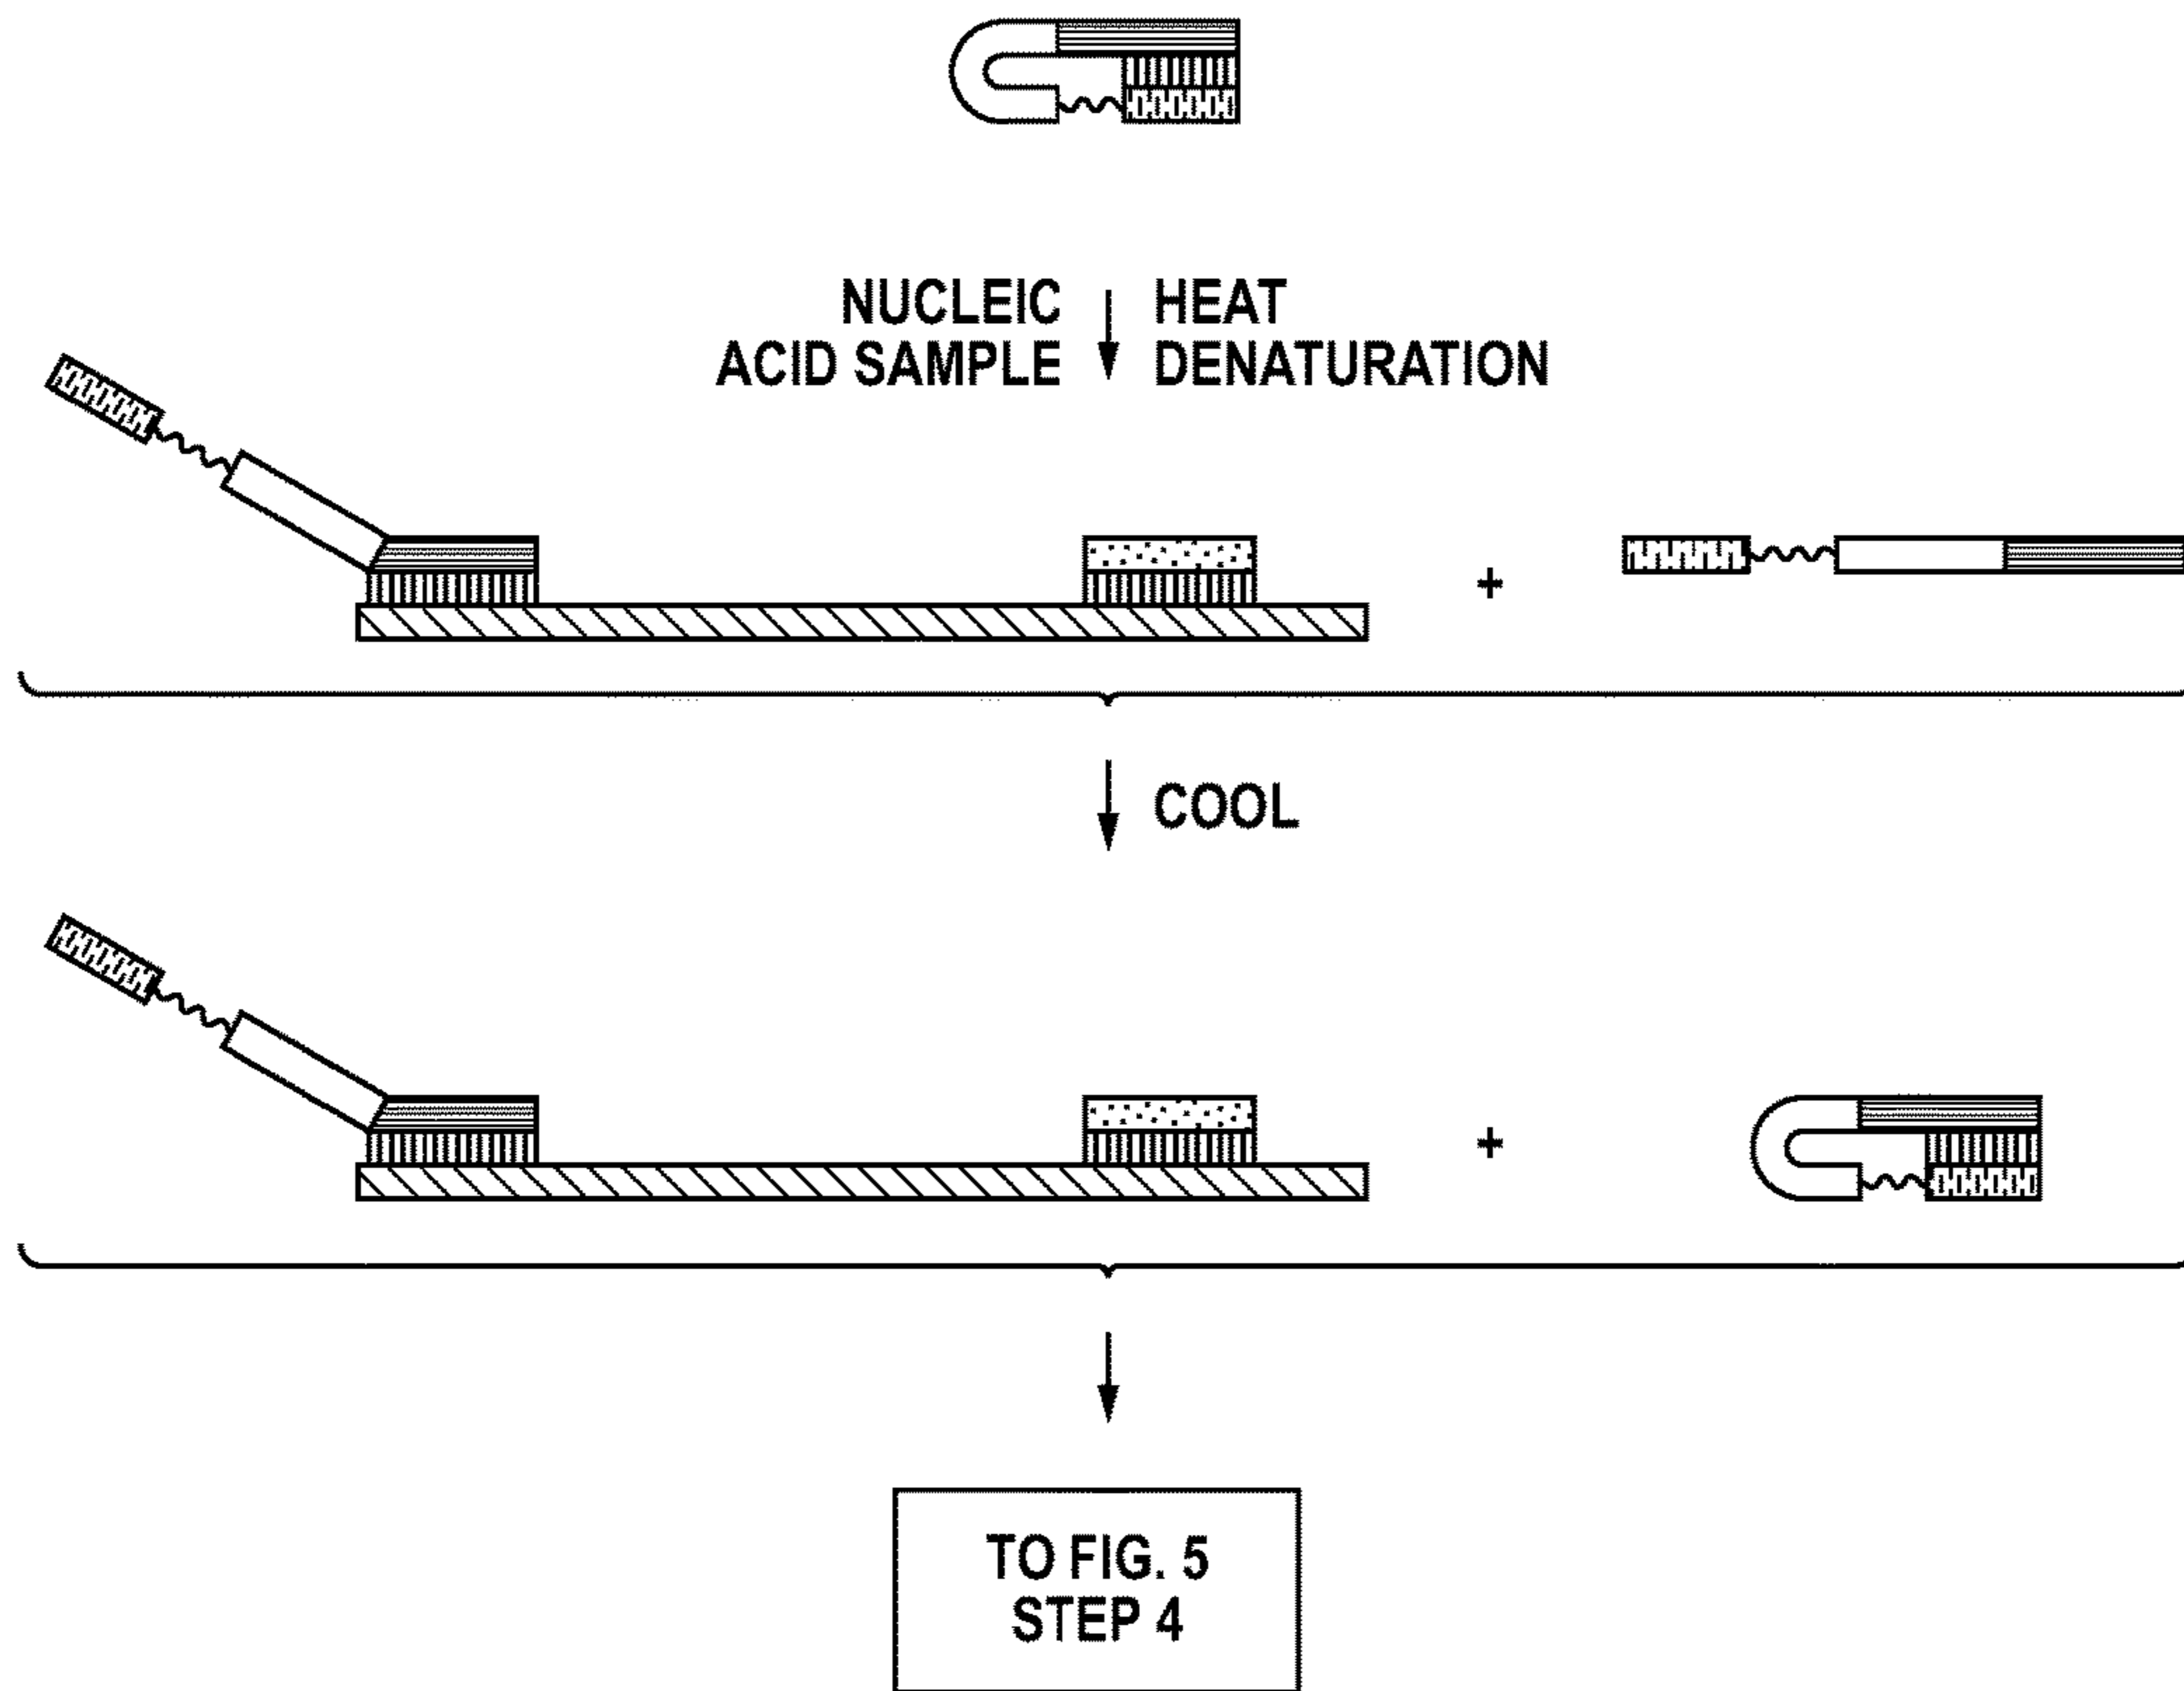 NUCLEIC
ACID SAMPLE
HEAT
DENATURATION
+
COOL
+
TO FIG. 5
STEP 4